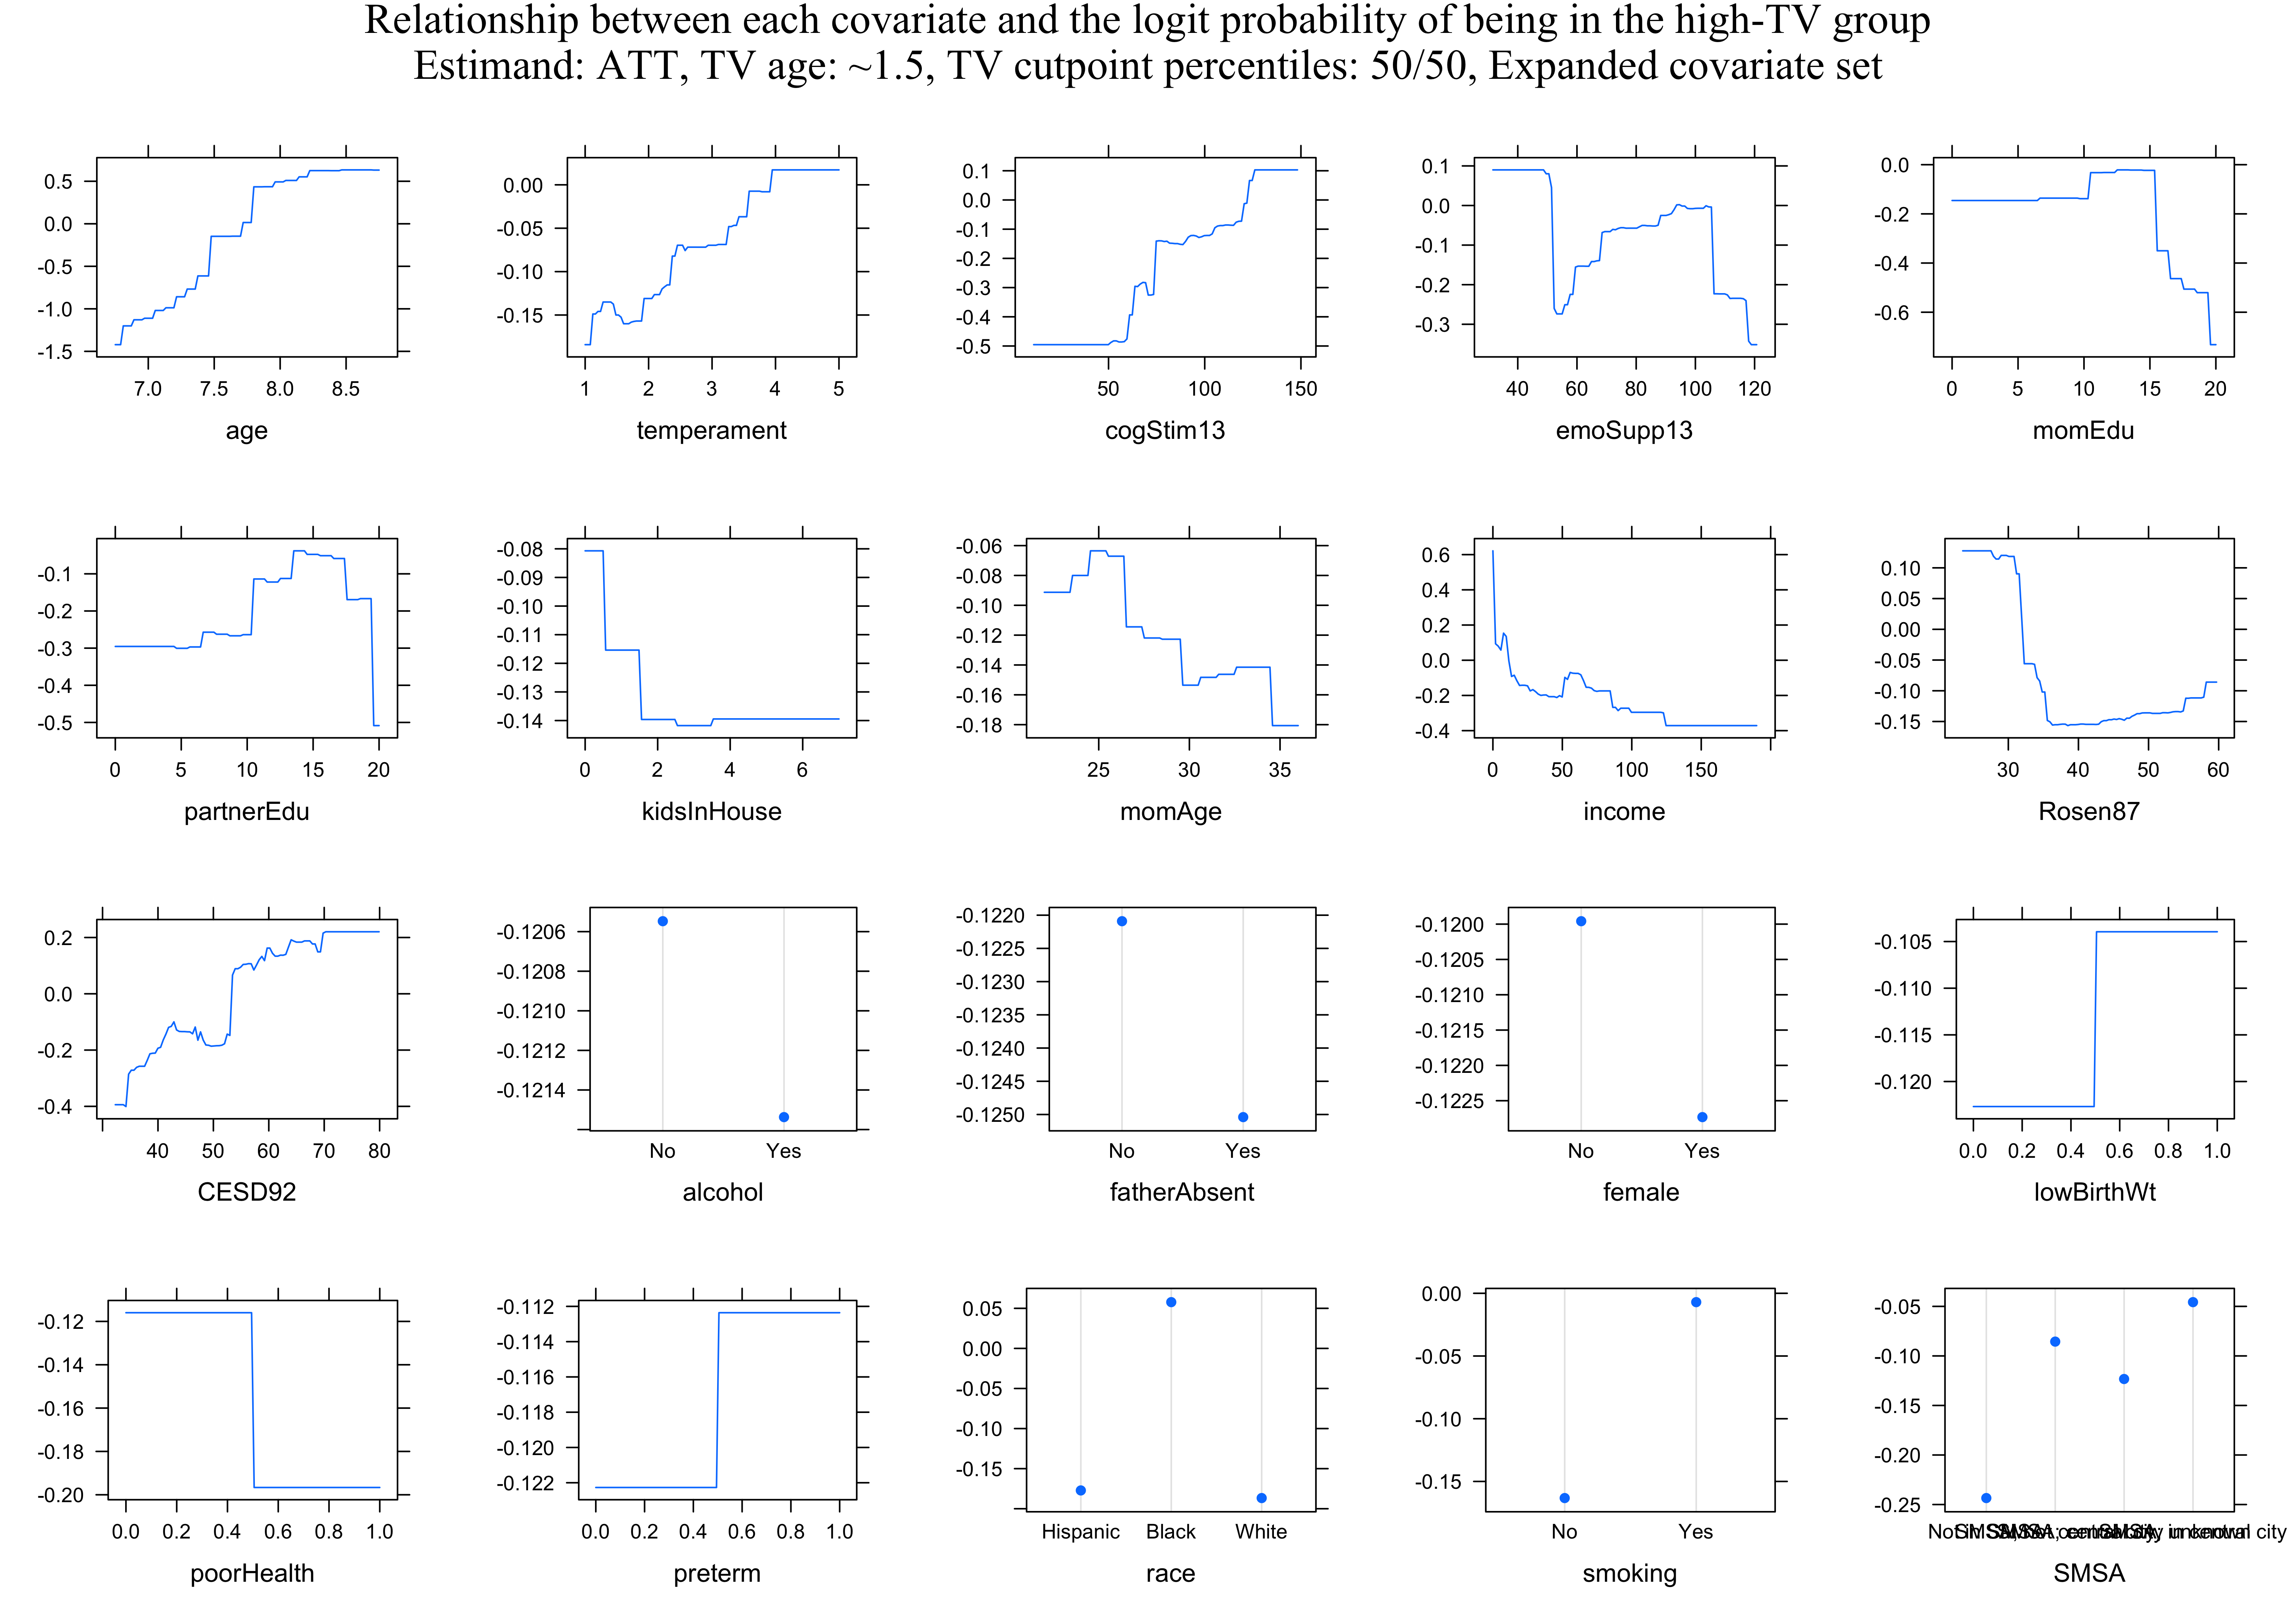 Relationship between each covariate and the logit probability of being in the high-TV group
Estimand: ATT, TV age: ~1.5, TV cutpoint percentiles: 50/50, Expanded covariate set
0.5
0.0
-0.5
-1.0
-1.5
7.0 7.5 8.0 8.5
age
0.00
-0.05
-0.10
-0.15
1 2 3 4 5
temperament
0.1
0.0
-0.1
-0.2
-0.3
-0.4
-0.5
50 100 150
cogStim13
0.1
0.0
-0.1
-0.2
-0.3
40 60 80 100 120
emoSupp13
0.0
-0.2
-0.4
-0.6
0 5 10 15 20
momEdu
-0.1
-0.2
-0.3
-0.4
-0.5
0 5 10 15 20
partnerEdu
-0.08
-0.09
-0.10
-0.11
-0.12
-0.13
-0.14
0 2 4 6
kidsInHouse
-0.06
-0.08
-0.10
-0.12
-0.14
-0.16
-0.18
25 30 35
momAge
0.6
0.4
0.2
0.0
-0.2
-0.4
0 50 100 150
income
0.10
0.05
0.00
-0.05
-0.10
-0.15
30 40 50 60
Rosen87
0.2
0.0
-0.2
-0.4
40 50 60 70 80
CESD92
-0.1206
-0.1208
-0.1210
-0.1212
-0.1214
No Yes
alcohol
-0.1220
-0.1225
-0.1230
-0.1235
-0.1240
-0.1245
-0.1250
No Yes
fatherAbsent
-0.1200
-0.1205
-0.1210
-0.1215
-0.1220
-0.1225
No Yes
female
-0.105
-0.110
-0.115
-0.120
0.0 0.2 0.4 0.6 0.8 1.0
lowBirthWt
-0.12
-0.14
-0.16
-0.18
-0.20
0.0 0.2 0.4 0.6 0.8 1.0
poorHealth
-0.112
-0.114
-0.116
-0.118
-0.120
-0.122
0.0 0.2 0.4 0.6 0.8 1.0
preterm
0.05
0.00
-0.05
-0.10
-0.15
Hispanic Black White
race
0.00
-0.05
-0.10
-0.15
No Yes
smoking
-0.05
-0.10
-0.15
-0.20
-0.25
city
SMSA